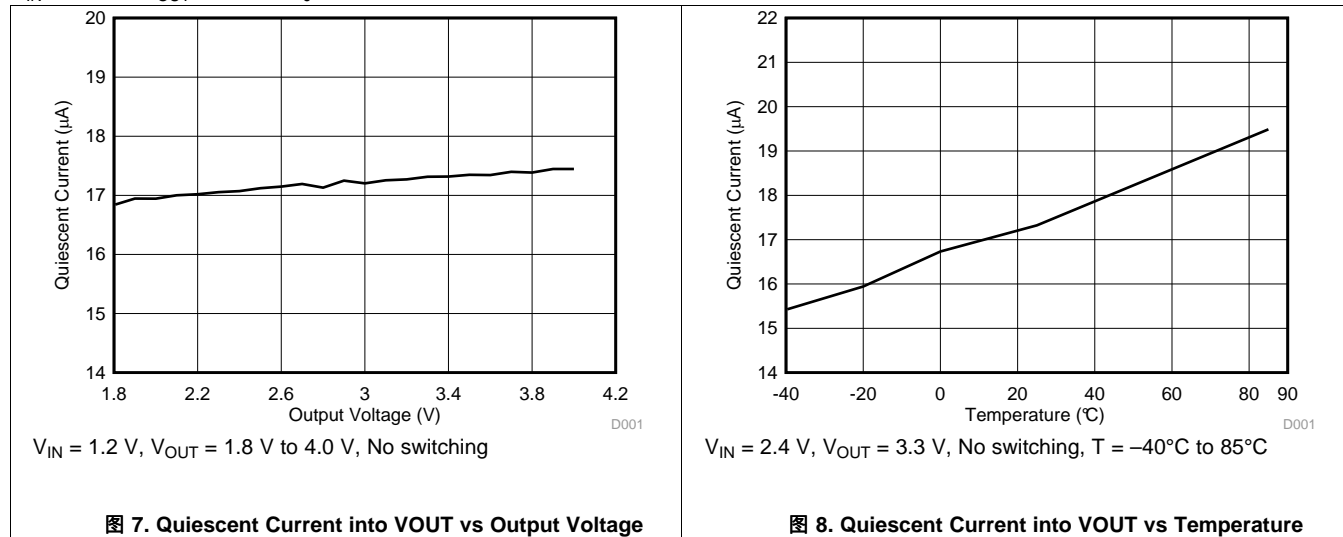 20
19
18
17
16
15
14
1.8 2.2 2.6 3 3.4 3.8 4.2
Quiescent Current (μA)
Output Voltage (V)
D001
V_IN = 1.2 V, V_OUT = 1.8 V to 4.0 V, No switching
图 7. Quiescent Current into VOUT vs Output Voltage
22
21
20
19
18
17
16
15
14
-40 -20 0 20 40 60 80 90
Quiescent Current (μA)
Temperature (°C)
D001
V_IN = 2.4 V, V_OUT = 3.3 V, No switching, T = –40°C to 85°C
图 8. Quiescent Current into VOUT vs Temperature